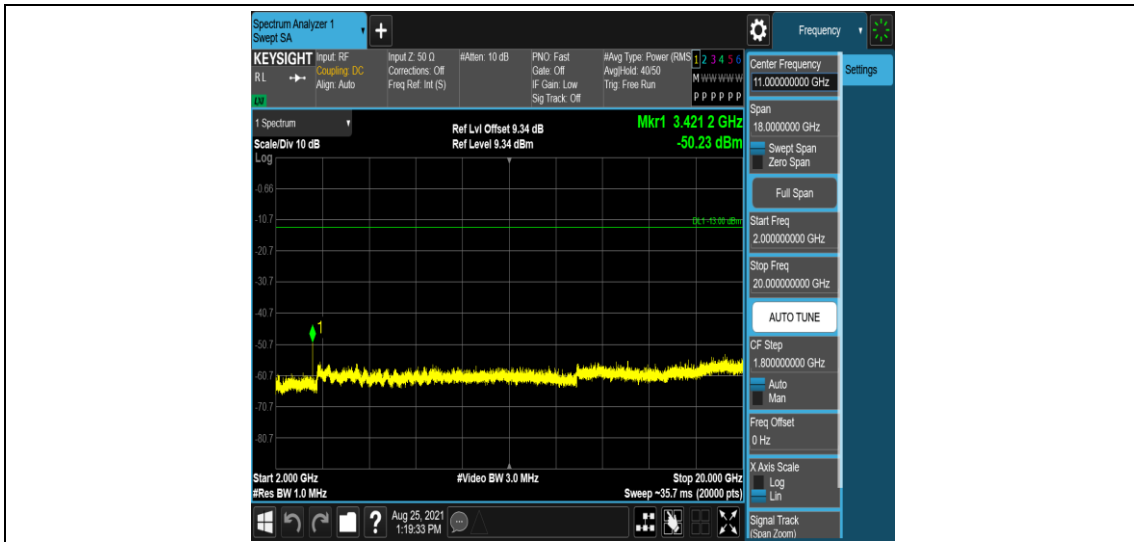 Spectrum Analyzer 1
Swept SA
Frequency
KEYSIGHT
RL
LXI
Input: RF
Coupling: DC
Align: Auto
Input Z: 50 Ω
Corrections: Off
Freq Ref: Int (S)
#Atten: 10 dB
PNO: Fast
Gate: Off
IF Gain: Low
Sig Track: Off
#Avg Type: Power (RMS
Avg|Hold: 40/50
Trig: Free Run
1 2 3 4 5 6
M W W W W W
P P P P P P
1 Spectrum
Scale/Div 10 dB
Ref Lvl Offset 9.34 dB
Ref Level 9.34 dBm
Mkr1 3.421 2 GHz
-50.23 dBm
Log
-0.66
-10.7
DL1 -13.00 dBm
-20.7
-30.7
-40.7
1
-50.7
-60.7
-70.7
-80.7
Start 2.000 GHz
#Video BW 3.0 MHz
Stop 20.000 GHz
#Res BW 1.0 MHz
Sweep ~35.7 ms (20000 pts)
Center Frequency
11.000000000 GHz
Settings
Span
18.0000000 GHz
Swept Span
Zero Span
Full Span
Start Freq
2.000000000 GHz
Stop Freq
20.000000000 GHz
AUTO TUNE
CF Step
1.800000000 GHz
Auto
Man
Freq Offset
0 Hz
X Axis Scale
Log
Lin
Signal Track
(Span Zoom)
?
Aug 25, 2021
1:19:33 PM